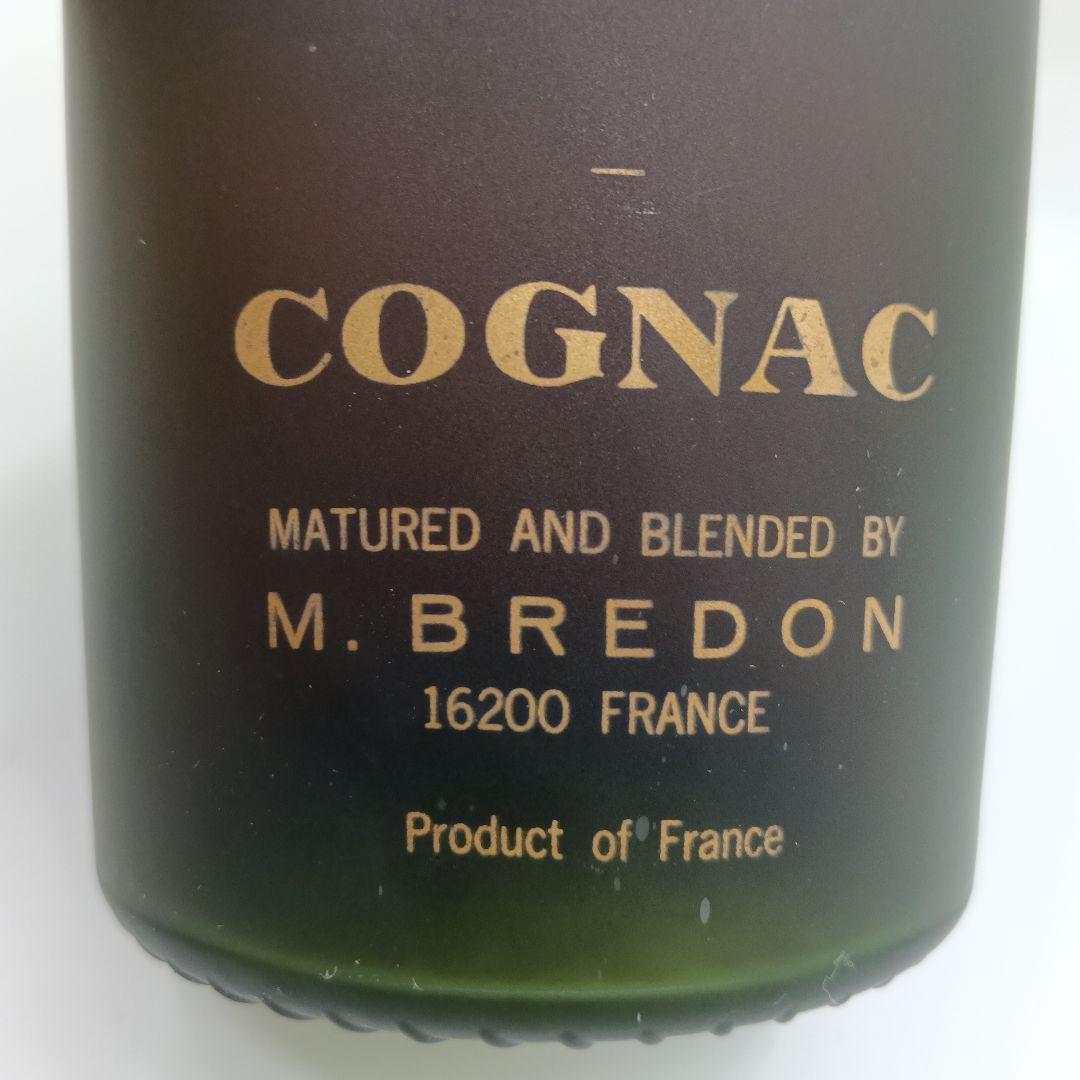 COGNAC
MATURED AND BLENDED BY
M. BREDON
16200 FRANCE
Product of France